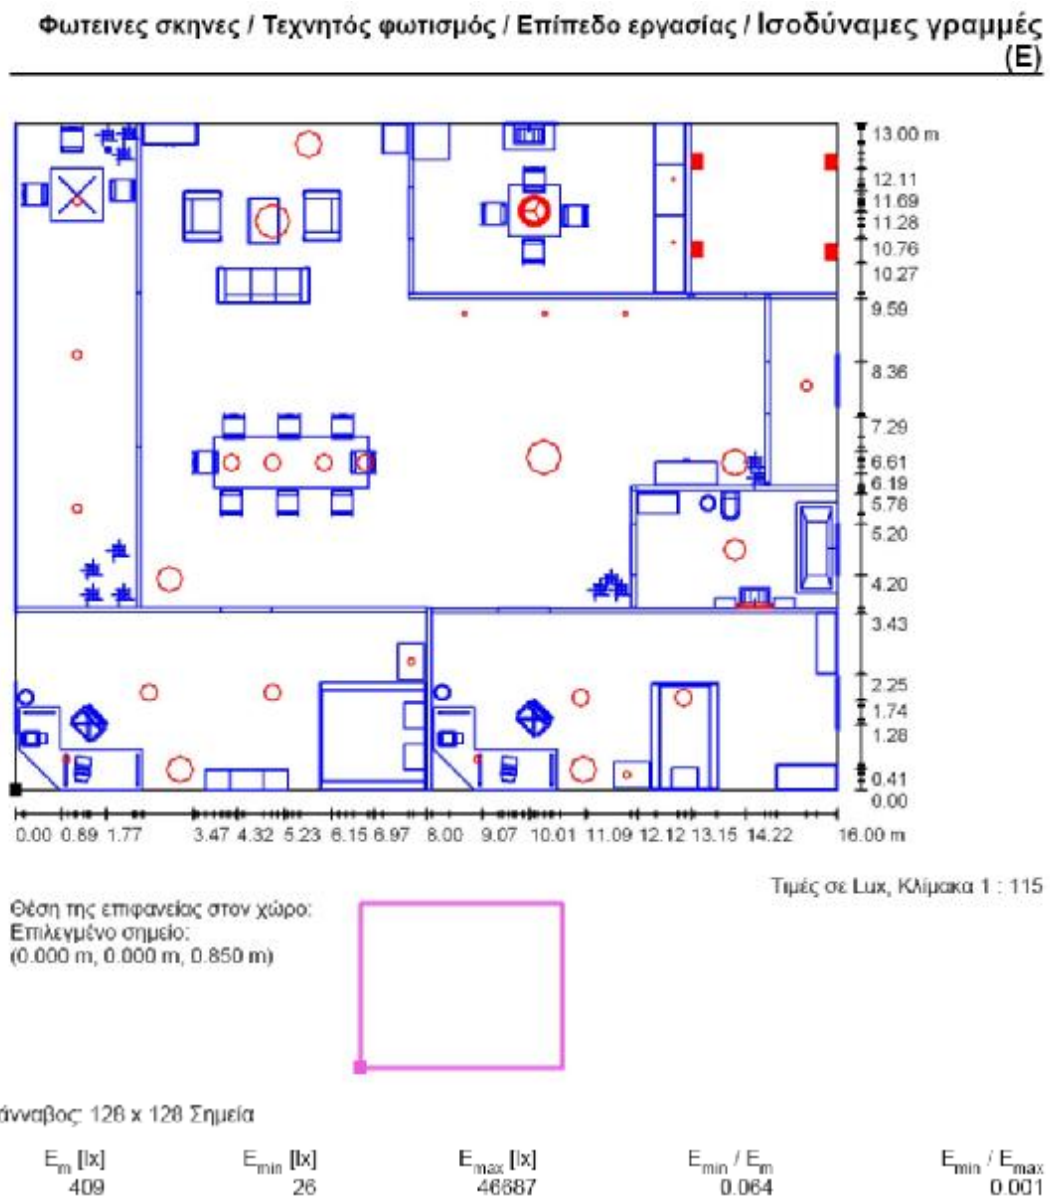 Φωτεινες σκηνες / Τεχνητός φωτισμός / Επίπεδο εργασίας / Ισοδύναμες γραμμές
(E)
13.00 m
12.11
11.69
11.28
10.76
10.27
9.59
8.36
7.29
6.61
6.19
5.78
5.20
4.20
3.43
2.25
1.74
1.28
0.41
0.00
0.00 0.89 1.77 3.47 4.32 5.23 6.15 6.97 8.00 9.07 10.01 11.09 12.12 13.15 14.22 16.00 m
Τιμές σε Lux, Κλίμακα 1 : 115
Θέση της επιφανείας στον χώρο:
Επιλεγμένο σημείο:
(0.000 m, 0.000 m, 0.850 m)
άνναβος: 128 x 128 Σημεία
Em [lx] Emin [lx] Emax [lx] Emin / Em Emin / Emax
409 26 46687 0.064 0.001